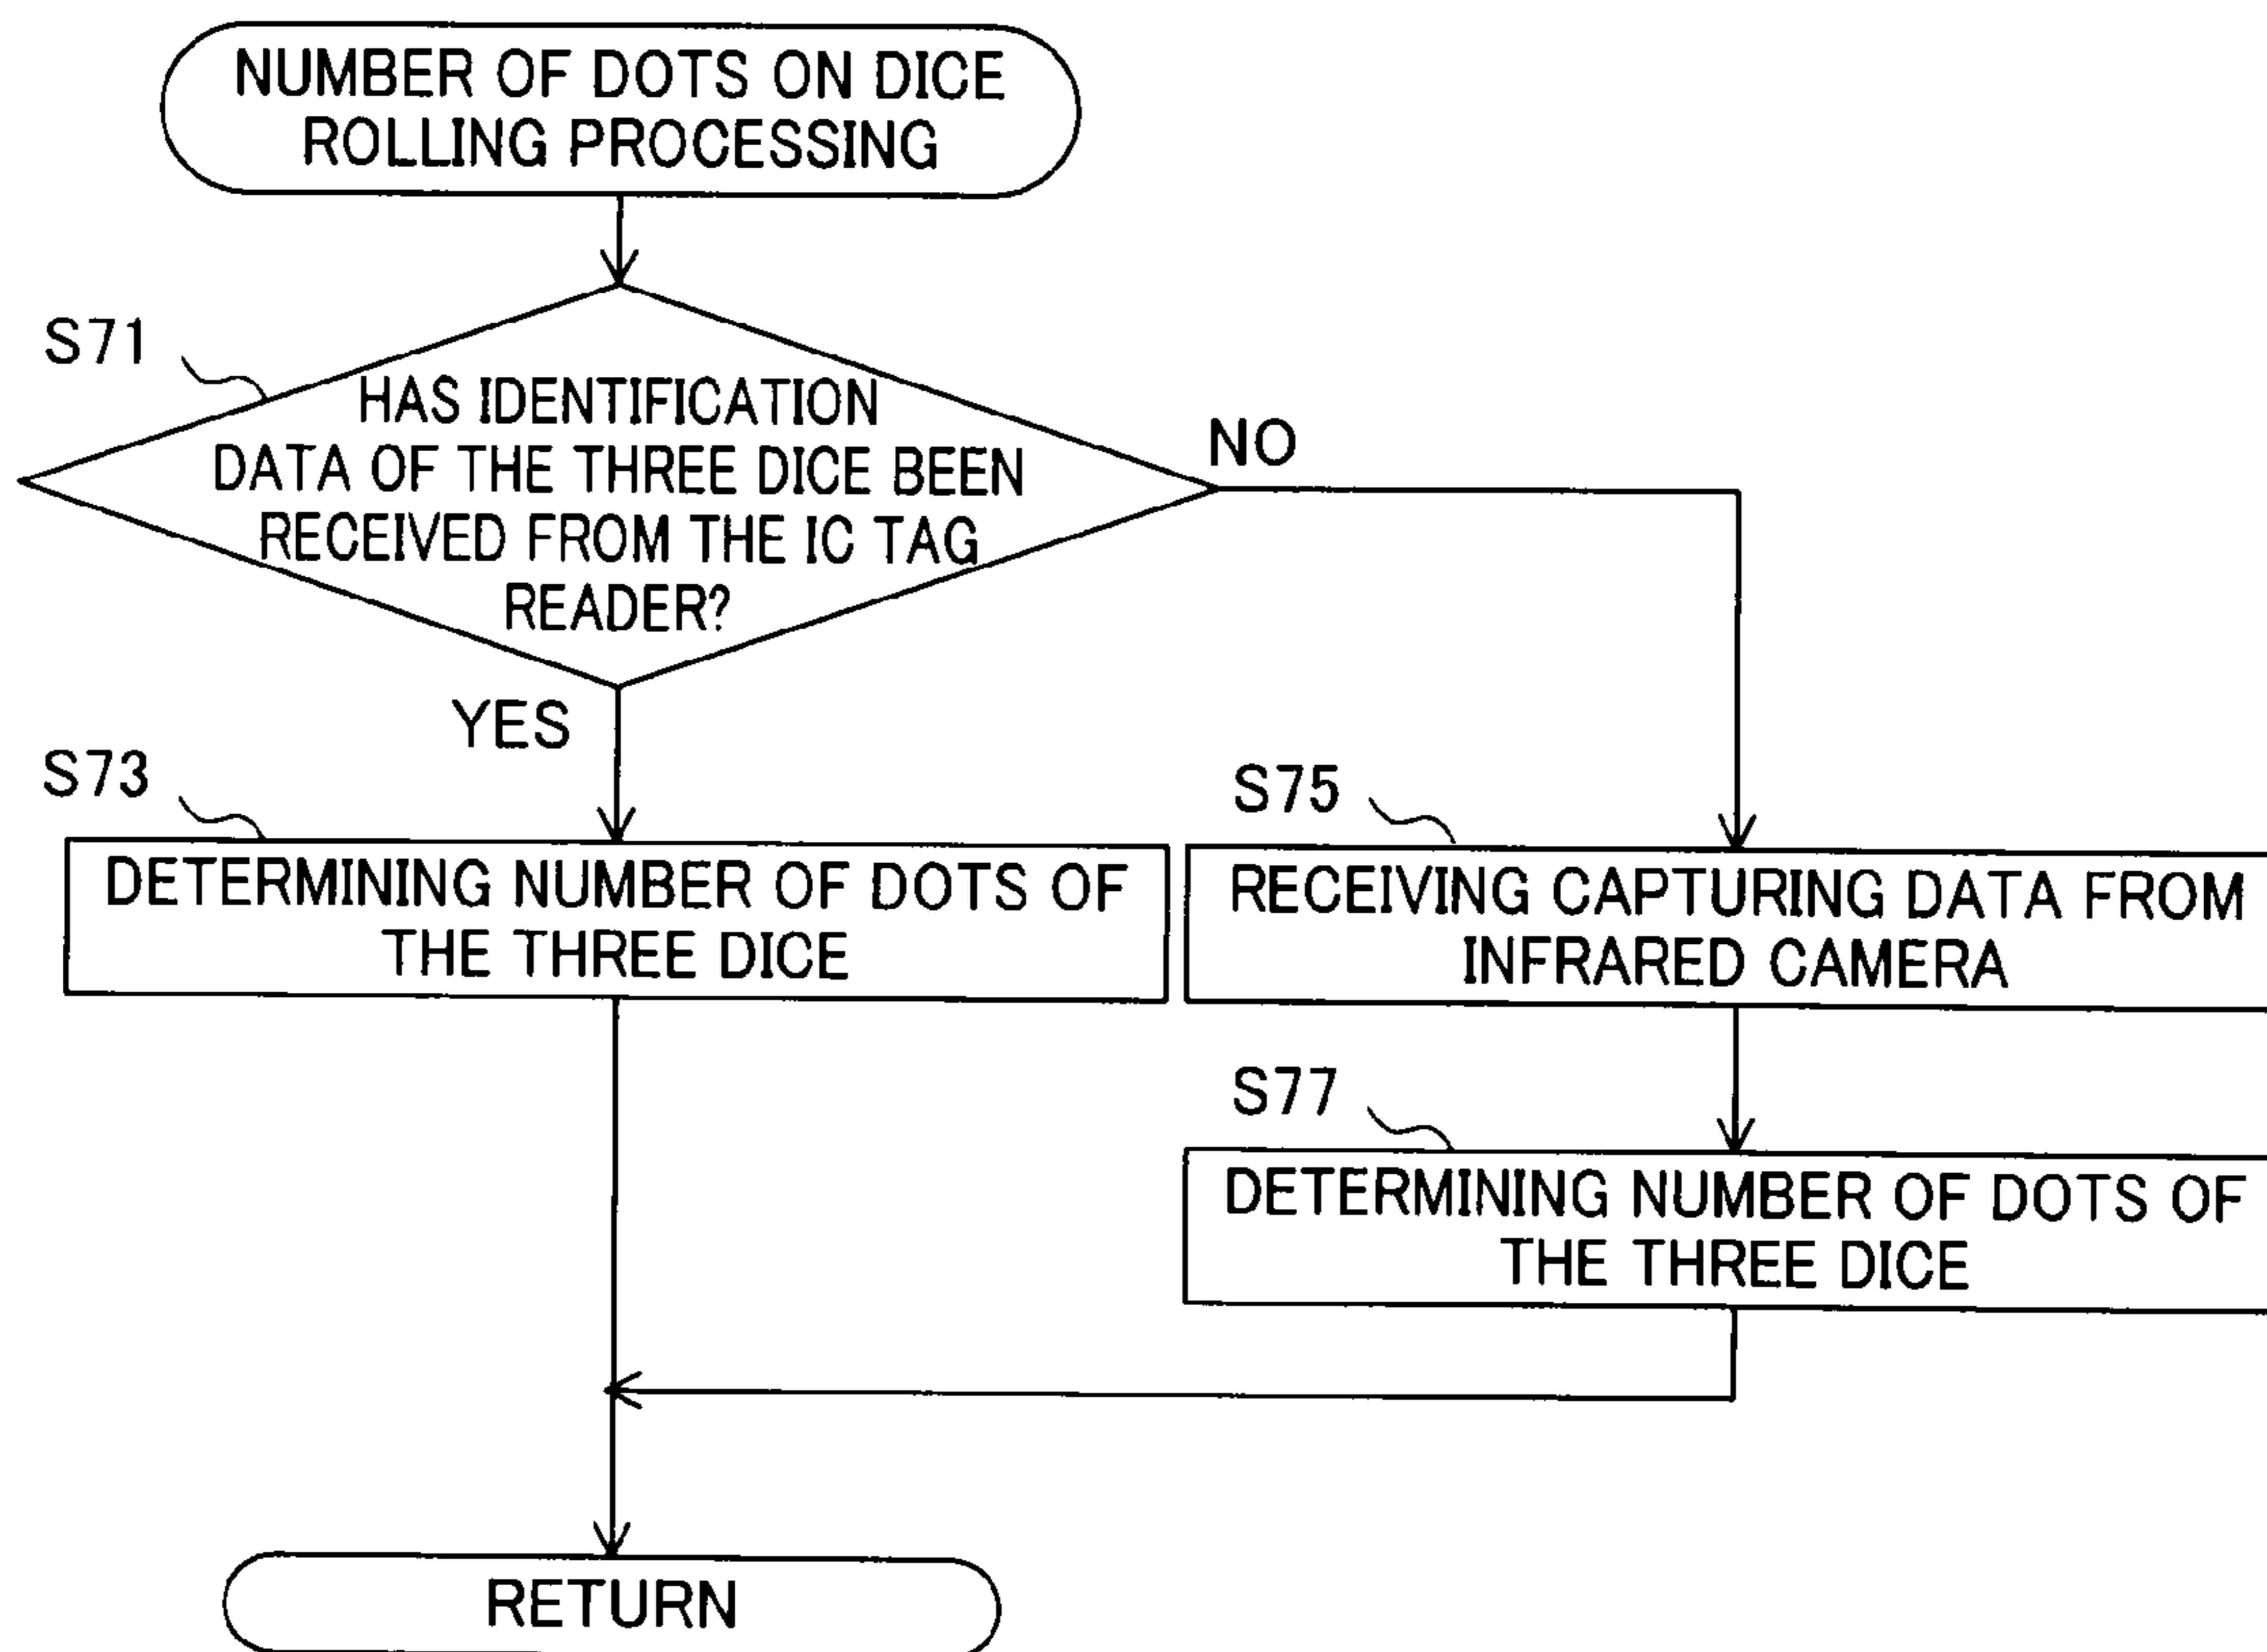 NUMBER OF DOTS ON DICE
ROLLING PROCESSING
S71
HAS IDENTIFICATION
DATA OF THE THREE DICE BEEN
RECEIVED FROM THE IC TAG
READER?
NO
YES
S73
DETERMINING NUMBER OF DOTS OF
THE THREE DICE
S75
RECEIVING CAPTURING DATA FROM
INFRARED CAMERA
S77
DETERMINING NUMBER OF DOTS OF
THE THREE DICE
RETURN